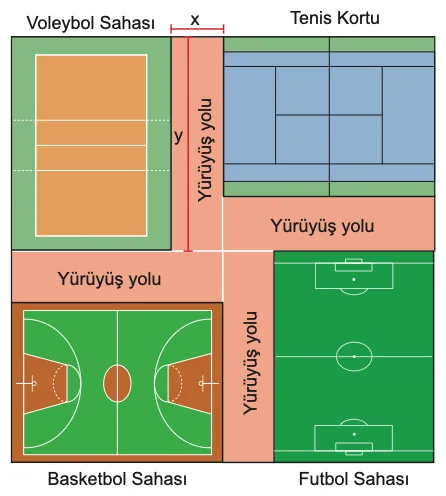 Voleybol Sahası
x
Tenis Kortu
y
Yürüyüş yolu
Yürüyüş yolu
Yürüyüş yolu
Yürüyüş yolu
Basketbol Sahası
Futbol Sahası